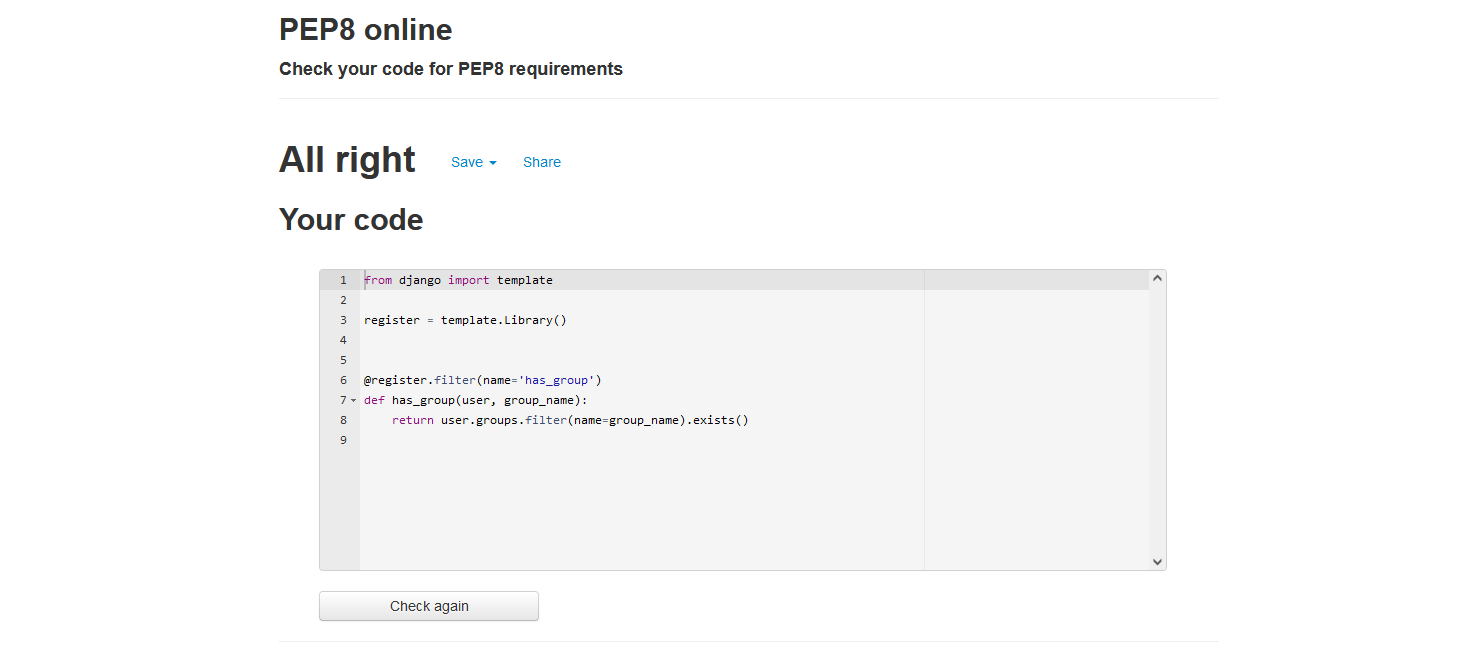 PEP8 online
Check your code for PEP8 requirements
All right Save Share
Your code
1 from django import template
2
3 register = template.Library()
4
5
6 @register.filter(name='has_group')
7 def has_group(user, group_name):
8     return user.groups.filter(name=group_name).exists()
9
Check again